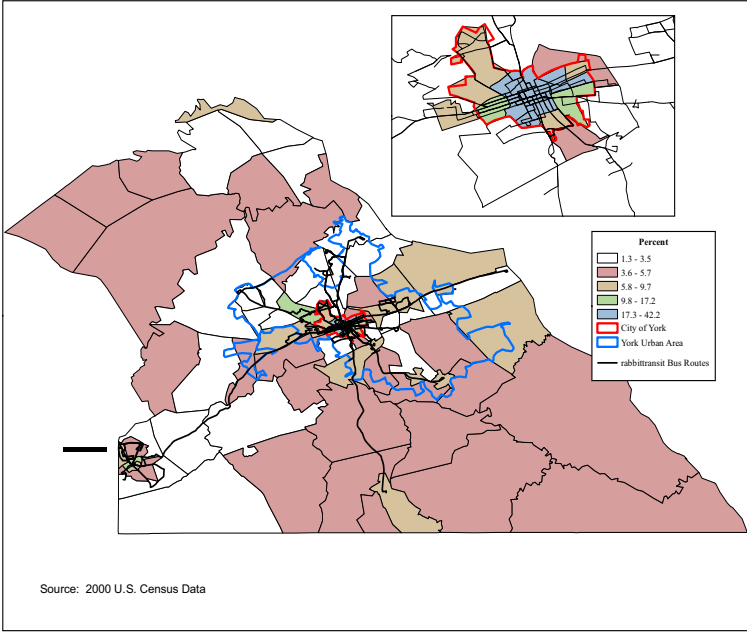 Percent
1.3 - 3.5
3.6 - 5.7
5.8 - 9.7
9.8 - 17.2
17.3 - 42.2
City of York
York Urban Area
rabbittransit Bus Routes
Source: 2000 U.S. Census Data